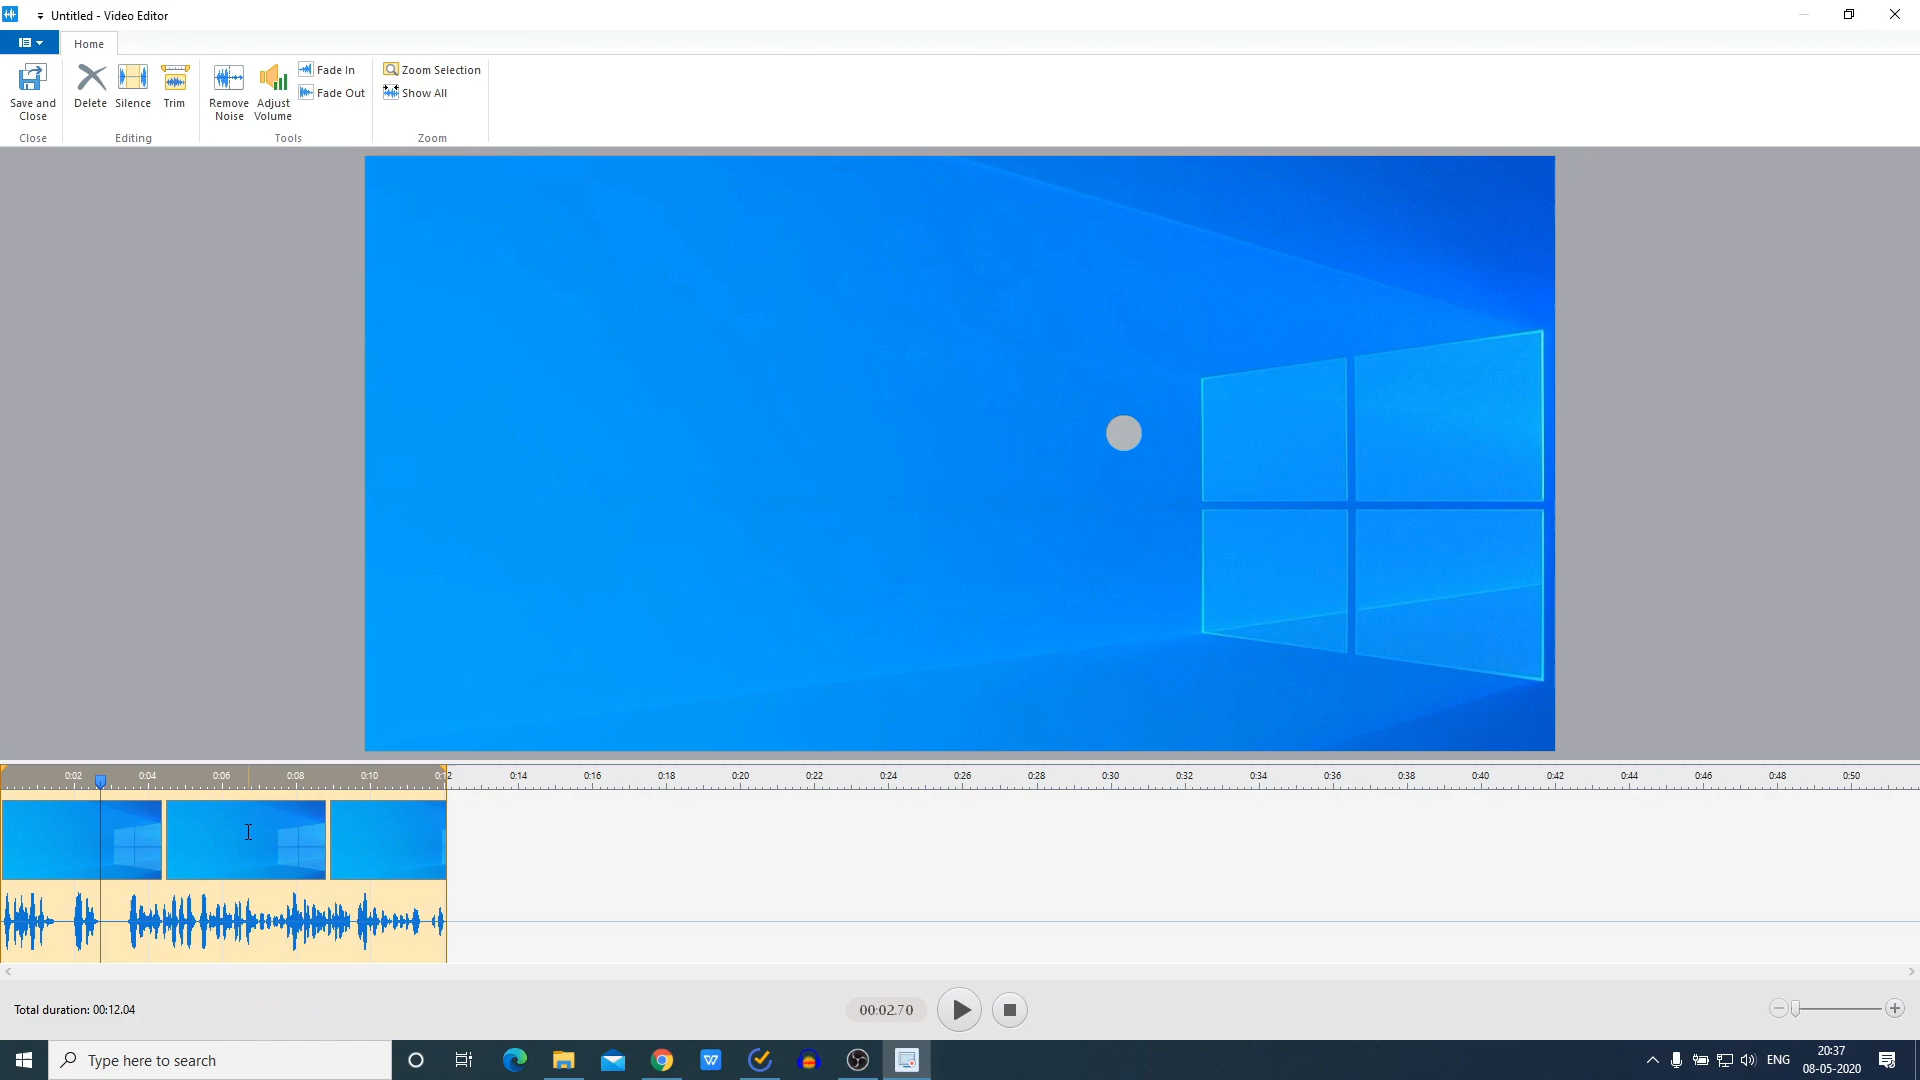 Untitled - Video Editor
Home
Save and Close
Delete
Silence
Trim
Remove Noise
Adjust Volume
Fade In
Fade Out
Zoom Selection
Show All
Close
Editing
Tools
Zoom
0:02 0:04 0:06 0:08 0:10 0:12 0:14 0:16 0:18 0:20 0:22 0:24 0:26 0:28 0:30 0:32 0:34 0:36 0:38 0:40 0:42 0:44 0:46 0:48 0:50
Total duration: 00:12.04
00:02.70
Type here to search
ENG
20:37
08-05-2020